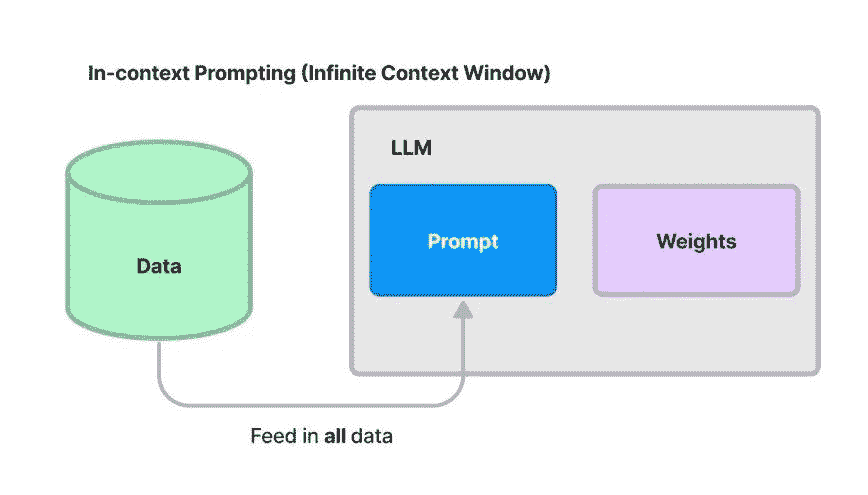 In-context Prompting (Infinite Context Window)
LLM
Prompt
Weights
Data
Feed in all data